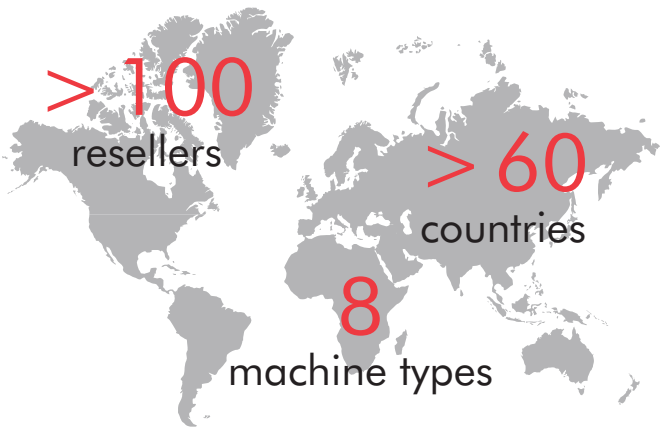 > 100
resellers
> 60
countries
8
machine types